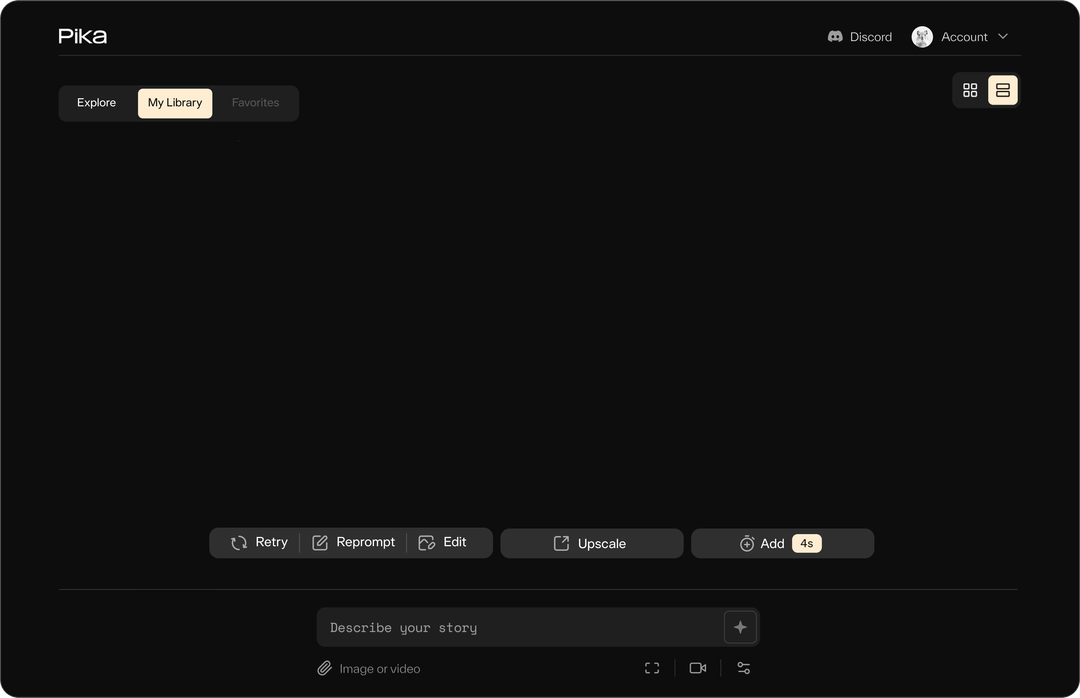 Pika
Discord
Account
Explore
My Library
Favorites
Retry
Reprompt
Edit
Upscale
Add
4s
Describe your story
Image or video